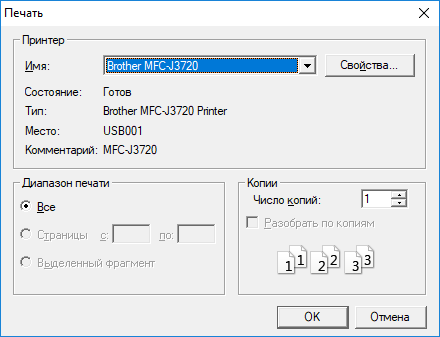 Печать
Принтер
Имя: Brother MFC-J3720 Свойства...
Состояние: Готов
Тип: Brother MFC-J3720 Printer
Место: USB001
Комментарий: MFC-J3720
Диапазон печати
Все
Страницы с: по:
Выделенный фрагмент
Копии
Число копий: 1
Разобрать по копиям
1 1 2 2 3 3
OK Отмена